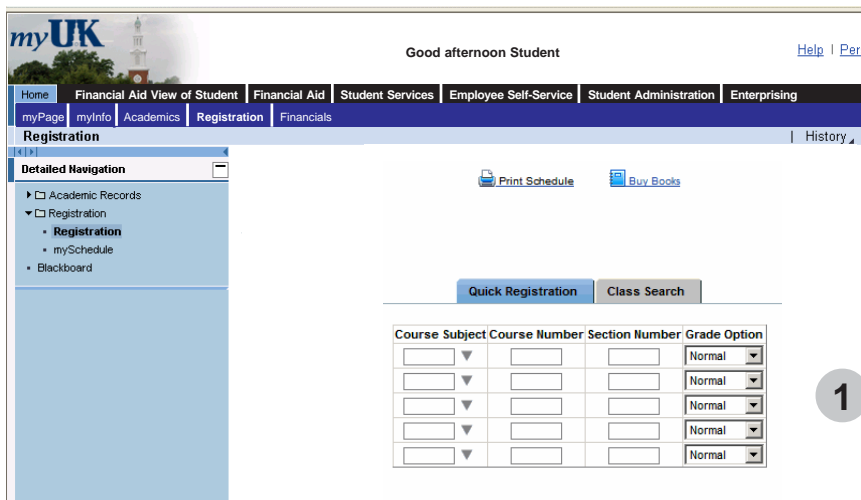 myUK
Good afternoon Student
Help | Per
Home Financial Aid View of Student Financial Aid Student Services Employee Self-Service Student Administration Enterprising
myPage myInfo Academics Registration Financials
Registration
| History
Detailed Navigation
Academic Records
Registration
Registration
mySchedule
Blackboard
Print Schedule Buy Books
Quick Registration Class Search
Course Subject Course Number Section Number Grade Option
Normal
Normal
Normal
Normal
Normal
1